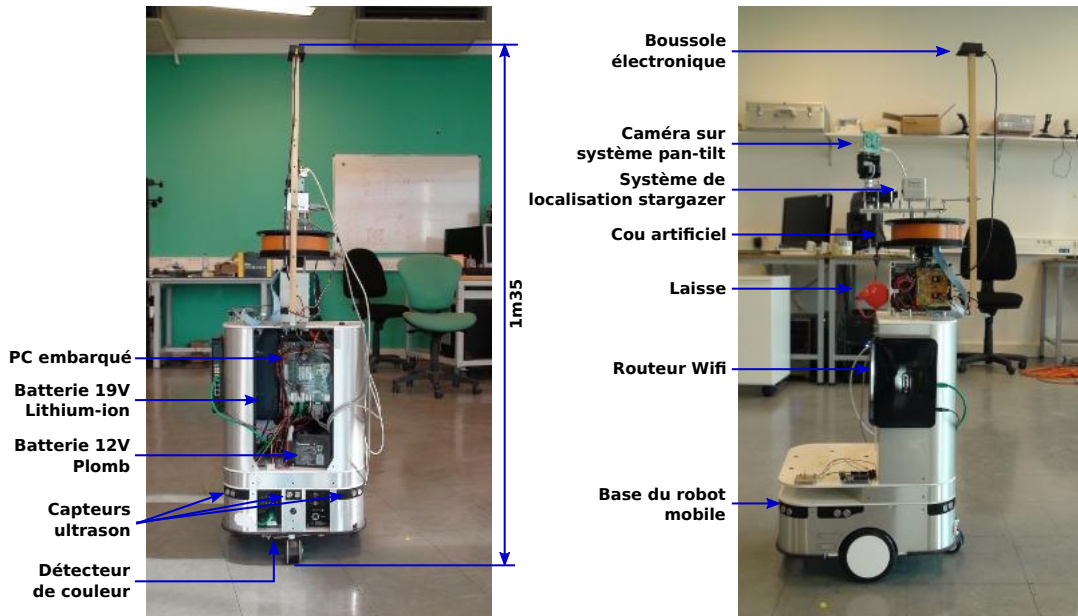 PC embarqué
Batterie 19V
Lithium-ion
Batterie 12V
Plomb
Capteurs
ultrason
Détecteur
de couleur
1m35
Boussole
électronique
Caméra sur
système pan-tilt
Système de
localisation stargazer
Cou artificiel
Laisse
Routeur Wifi
Base du robot
mobile